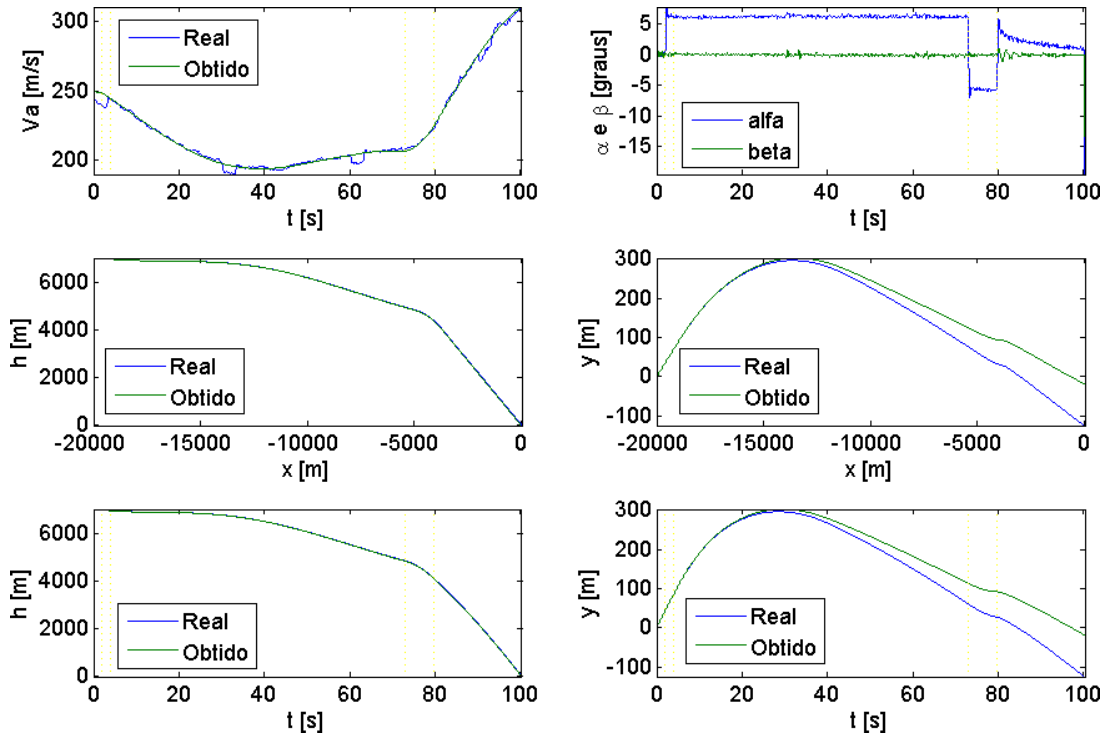 300
250
200
Va [m/s]
Real
Obtido
0 20 40 60 80 100
t [s]
5
0
-5
-10
-15
α e β [graus]
alfa
beta
0 20 40 60 80 100
t [s]
6000
4000
2000
0
h [m]
Real
Obtido
-20000 -15000 -10000 -5000 0
x [m]
300
200
100
0
-100
y [m]
Real
Obtido
-20000 -15000 -10000 -5000 0
x [m]
6000
4000
2000
0
h [m]
Real
Obtido
0 20 40 60 80 100
t [s]
300
200
100
0
-100
y [m]
Real
Obtido
0 20 40 60 80 100
t [s]